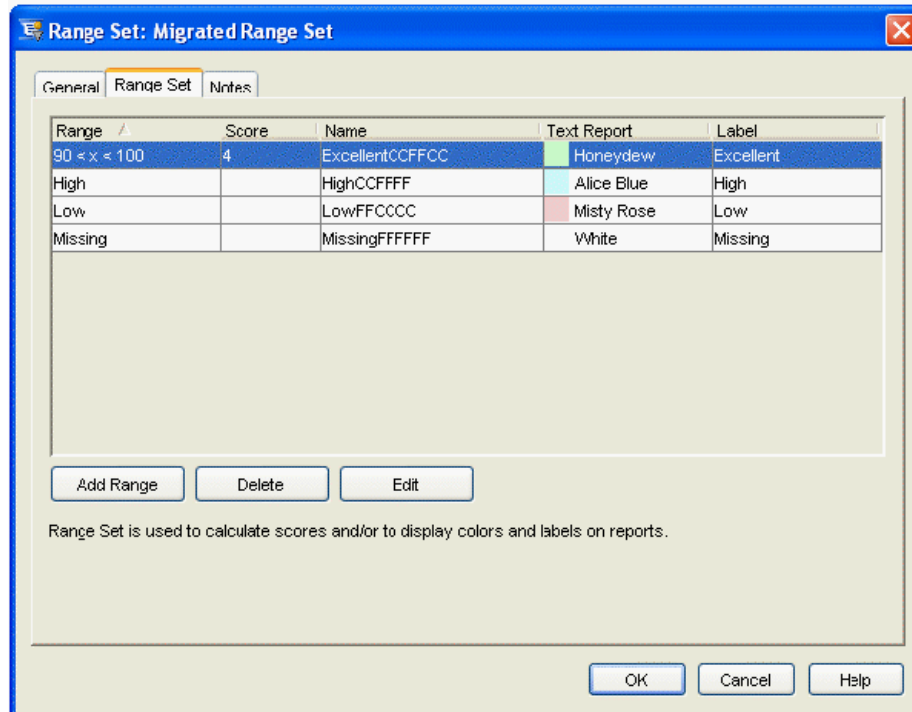 Range Set: Migrated Range Set
General Range Set Notes
Range Score Name Text Report Label
90 < x < 100 4 ExcellentCCFFCC Honeydew Excellent
High HighCCFFFF Alice Blue High
Low LowFFCCCC Misty Rose Low
Missing MissingFFFFFF White Missing
Add Range Delete Edit
Range Set is used to calculate scores and/or to display colors and labels on reports.
OK Cancel Help